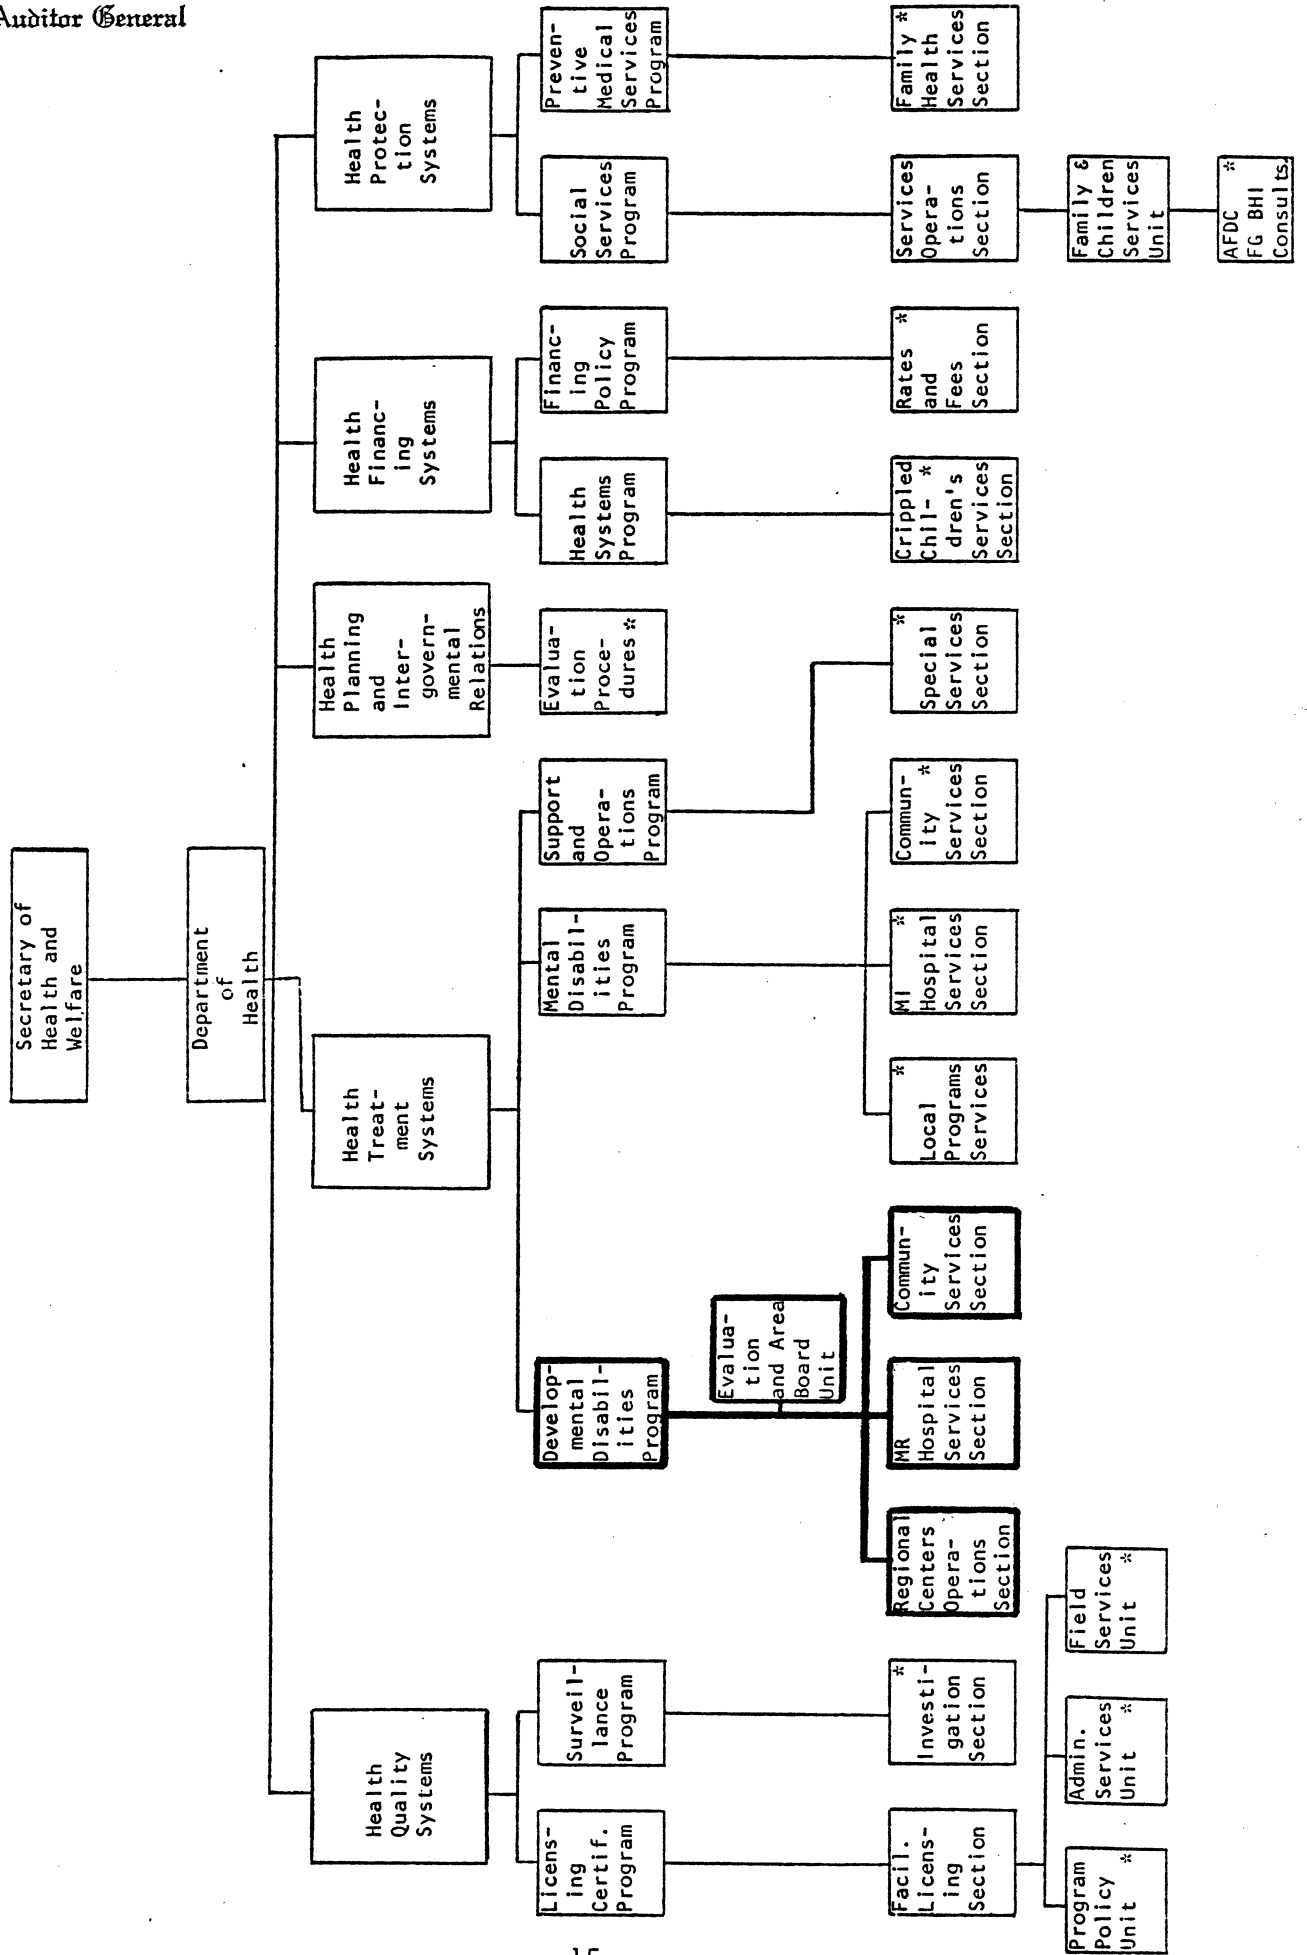 Auditor General
Secretary of
Health and
Welfare
Department
of
Health
Health
Quality
Systems
Health
Treat-
ment
Systems
Health
Planning
and
Inter-
govern-
mental
Relations
Health
Financ-
ing
Systems
Health
Protec-
tion
Systems
Licens-
ing
Certif.
Program
Surveil-
lance
Program
Develop-
mental
Disabil-
ities
Program
Mental
Disabil-
ities
Program
Support
and
Opera-
tions
Program
Evalua-
tion
Proce-
dures*
Health
Systems
Program
Financ-
ing
Policy
Program
Social
Services
Program
Preven-
tive
Medical
Services
Program
Evalua-
tion
and Area
Board
Unit
Facil.
Licens-
ing
Section
*
Investi-
gation
Section
Regional
Centers
Opera-
tions
Section
MR
Hospital
Services
Section
Commun-
ity
Services
Section
*
Local
Programs
Services
MI *
Hospital
Services
Section
Commun-
ity *
Services
Section
*
Special
Services
Section
Crippled
Chil- *
dren's
Services
Section
Rates *
and
Fees
Section
Services
Opera-
tions
Section
Family *
Health
Services
Section
Program
Policy
Unit *
Admin.
Services
Unit *
Field
Services
Unit *
Family &
Children
Services
Unit
AFDC *
FG BHI
Consults.
15